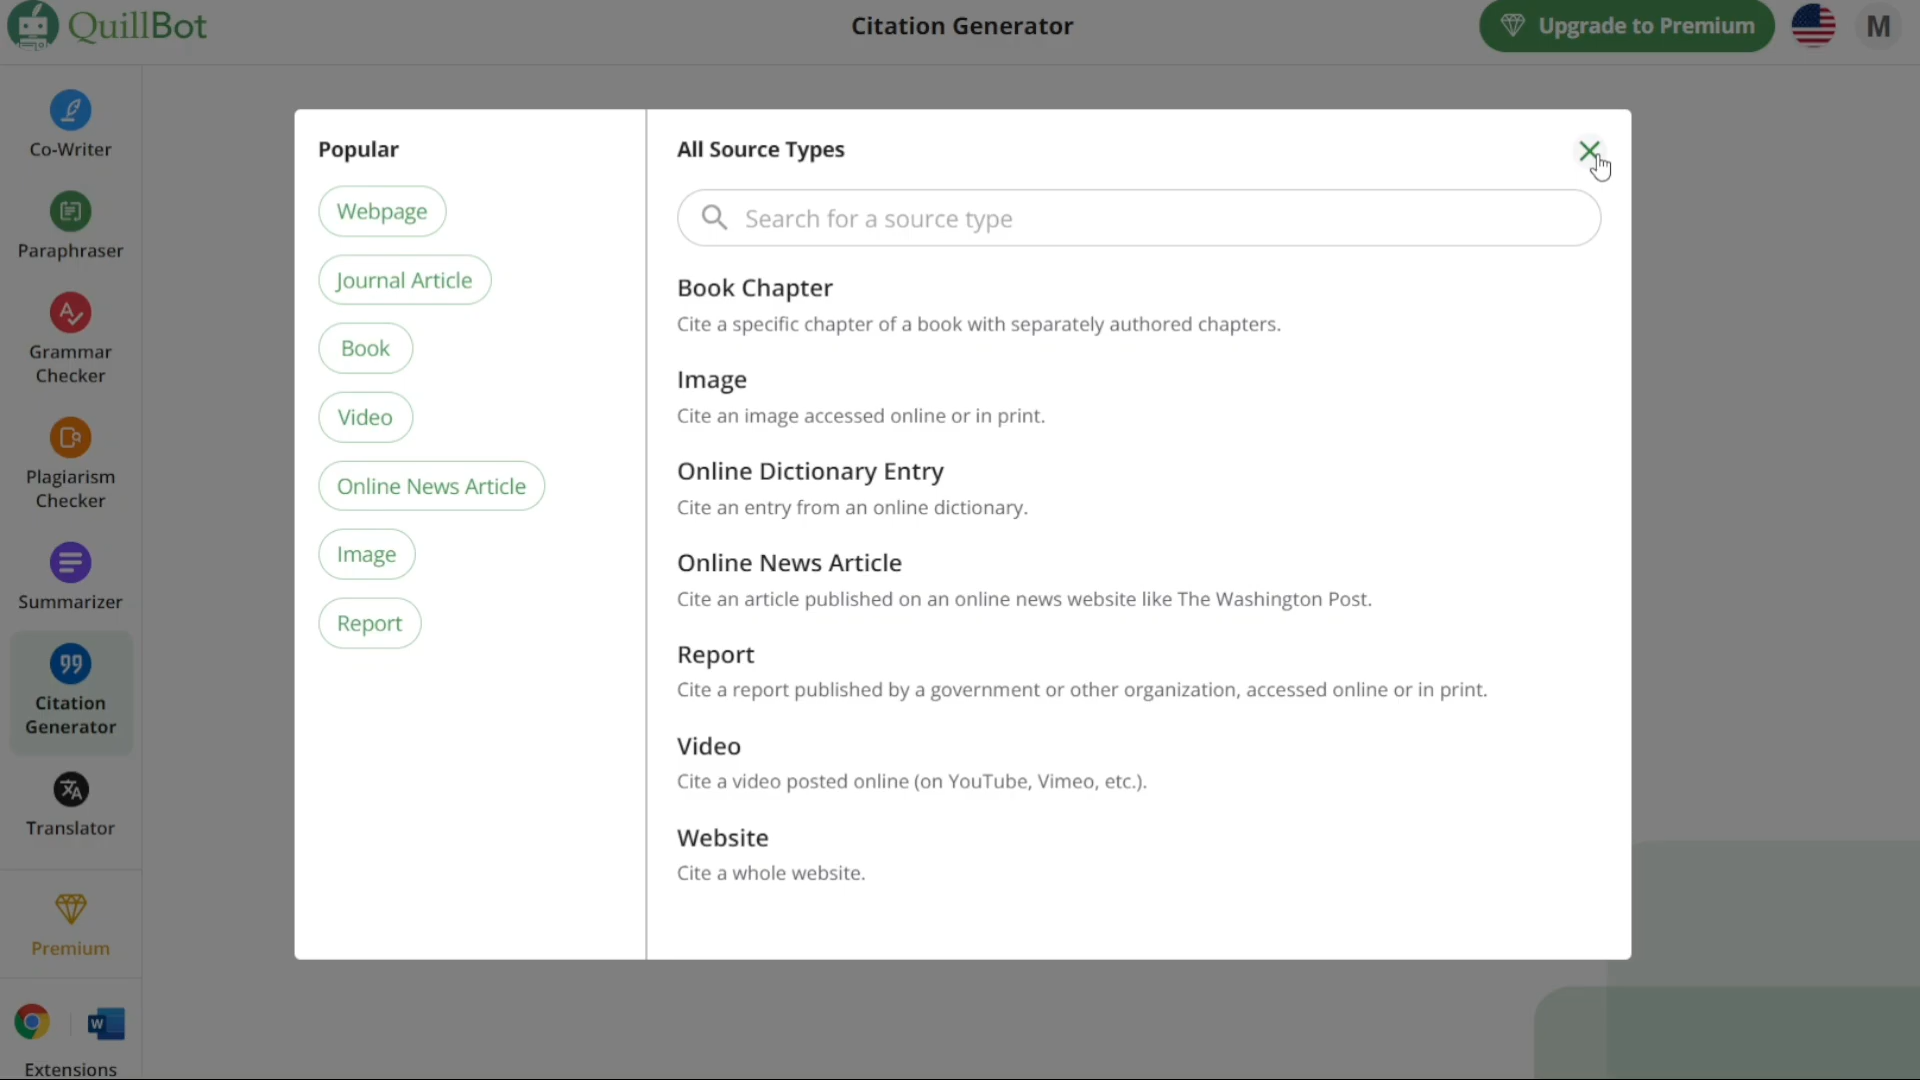 QuillBot
Citation Generator
Upgrade to Premium
M
Co-Writer
Paraphraser
Grammar
Checker
Plagiarism
Checker
Summarizer
Citation
Generator
Translator
Premium
W
Extensions
Popular
Webpage
Journal Article
Book
Video
Online News Article
Image
Report
All Source Types
Search for a source type
Book Chapter
Cite a specific chapter of a book with separately authored chapters.
Image
Cite an image accessed online or in print.
Online Dictionary Entry
Cite an entry from an online dictionary.
Online News Article
Cite an article published on an online news website like The Washington Post.
Report
Cite a report published by a government or other organization, accessed online or in print.
Video
Cite a video posted online (on YouTube, Vimeo, etc.).
Website
Cite a whole website.